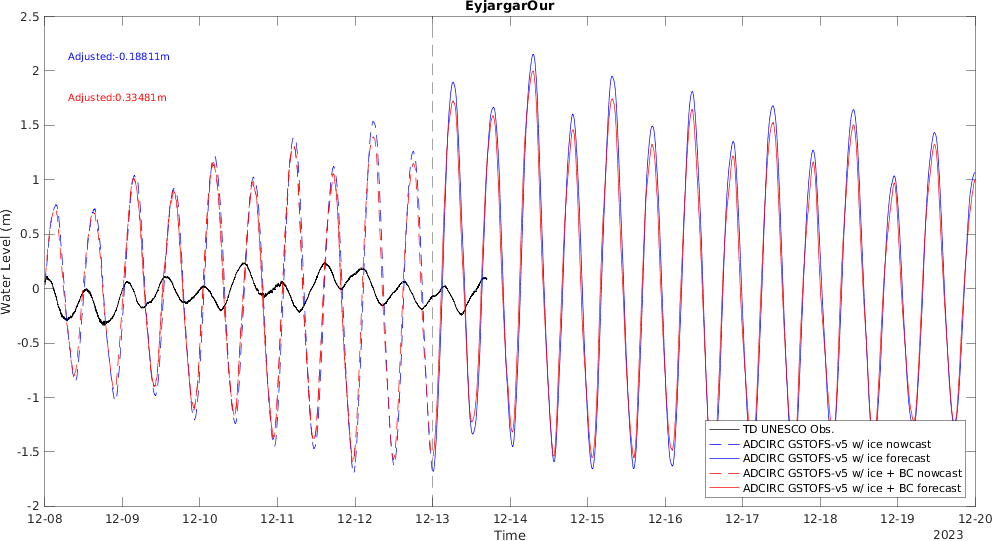 EyjargarOur
Adjusted:-0.18811m
Adjusted:0.33481m
Water Level (m)
2.5
2
1.5
1
0.5
0
-0.5
-1
-1.5
-2
TD UNESCO Obs.
ADCIRC GSTOFS-v5 w/ ice nowcast
ADCIRC GSTOFS-v5 w/ ice forecast
ADCIRC GSTOFS-v5 w/ ice + BC nowcast
ADCIRC GSTOFS-v5 w/ ice + BC forecast
12-08 12-09 12-10 12-11 12-12 12-13 12-14 12-15 12-16 12-17 12-18 12-19 12-20
Time
2023